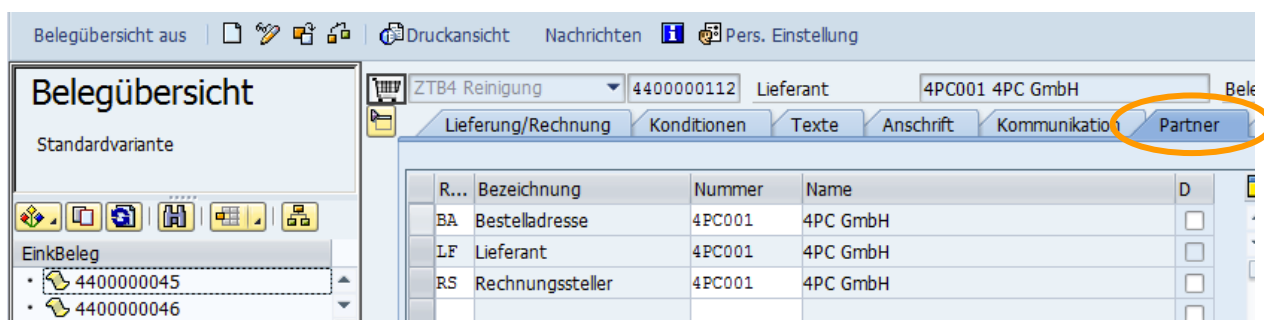 Belegübersicht aus Druckansicht Nachrichten Pers. Einstellung
Belegübersicht
Standardvariante
EinkBeleg
4400000045
4400000046
ZTB4 Reinigung 4400000112 Lieferant 4PC001 4PC GmbH Bele
Lieferung/Rechnung Konditionen Texte Anschrift Kommunikation Partner
R... Bezeichnung Nummer Name D
BA Bestelladresse 4PC001 4PC GmbH
LF Lieferant 4PC001 4PC GmbH
RS Rechnungssteller 4PC001 4PC GmbH